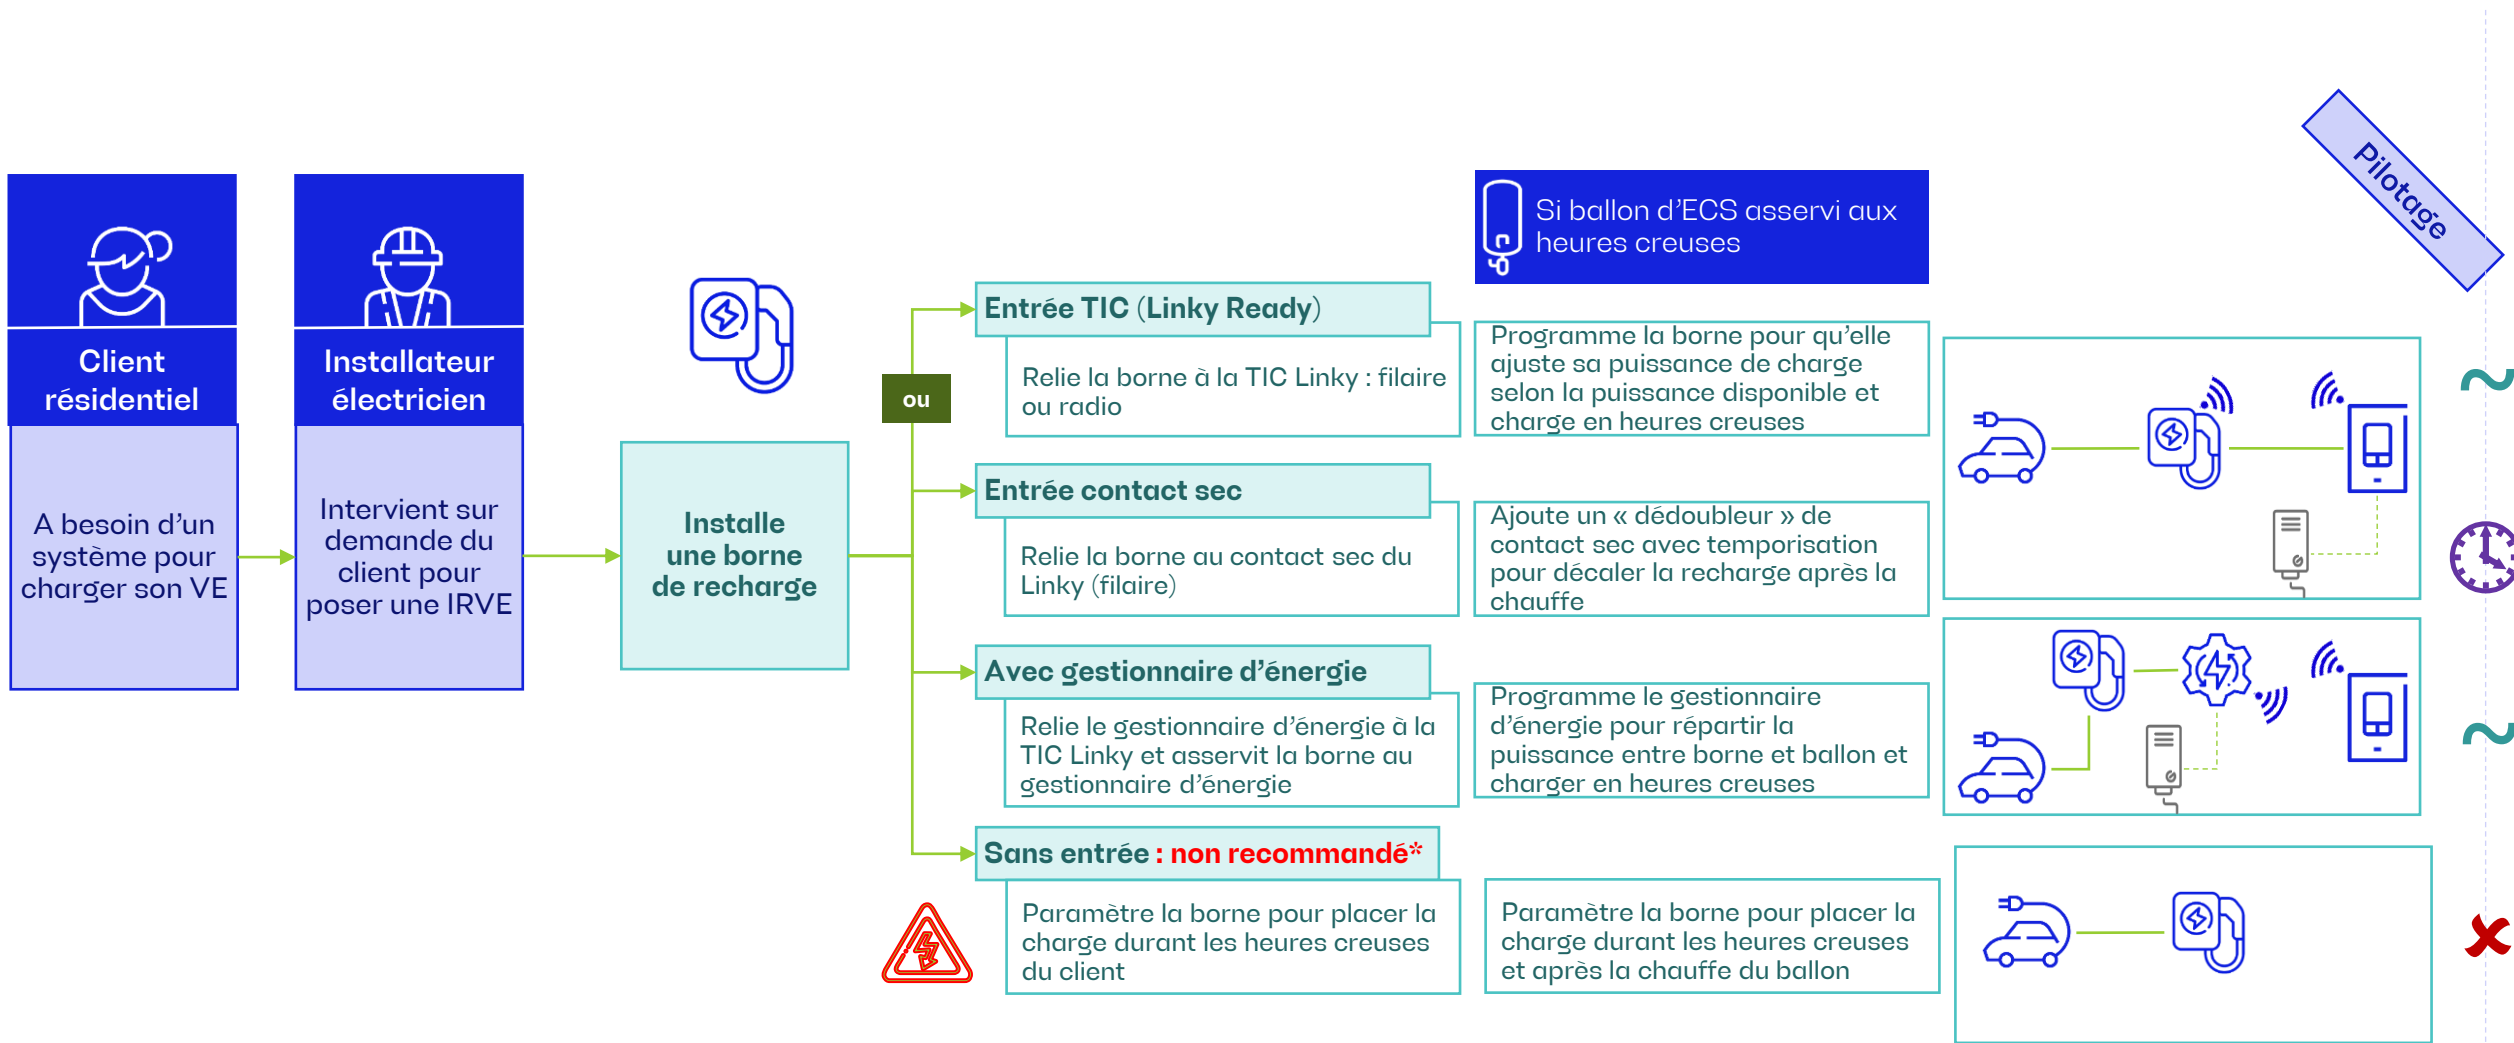 Pilotage
Si ballon d'ECS asservi aux
heures creuses
Client
résidentiel
A besoin d'un
système pour
charger son VE
Installateur
électricien
Intervient sur
demande du
client pour
poser une IRVE
Installe
une borne
de recharge
ou
Entrée TIC (Linky Ready)
Relie la borne à la TIC Linky : filaire
ou radio
Programme la borne pour qu'elle
ajuste sa puissance de charge
selon la puissance disponible et
charge en heures creuses
Entrée contact sec
Relie la borne au contact sec du
Linky (filaire)
Ajoute un « dédoubleur » de
contact sec avec temporisation
pour décaler la recharge après la
chauffe
Avec gestionnaire d'énergie
Relie le gestionnaire d'énergie à la
TIC Linky et asservit la borne au
gestionnaire d'énergie
Programme le gestionnaire
d'énergie pour répartir la
puissance entre borne et ballon et
charger en heures creuses
Sans entrée : non recommandé*
Paramètre la borne pour placer la
charge durant les heures creuses
du client
Paramètre la borne pour placer la
charge durant les heures creuses
et après la chauffe du ballon